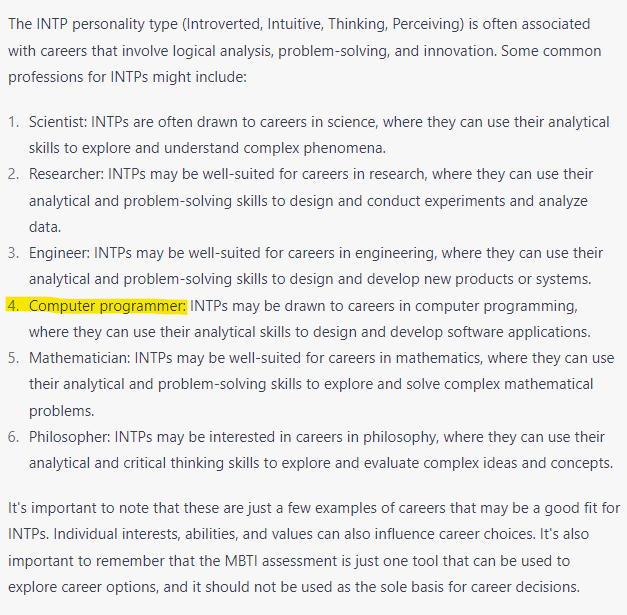 The INTP personality type (Introverted, Intuitive, Thinking, Perceiving) is often associated
with careers that involve logical analysis, problem-solving, and innovation. Some common
professions for INTPs might include:
1. Scientist: INTPs are often drawn to careers in science, where they can use their analytical
skills to explore and understand complex phenomena.
2. Researcher: INTPs may be well-suited for careers in research, where they can use their
analytical and problem-solving skills to design and conduct experiments and analyze
data.
3. Engineer: INTPs may be well-suited for careers in engineering, where they can use their
analytical and problem-solving skills to design and develop new products or systems.
4. Computer programmer: INTPs may be drawn to careers in computer programming,
where they can use their analytical skills to design and develop software applications.
5. Mathematician: INTPs may be well-suited for careers in mathematics, where they can use
their analytical and problem-solving skills to explore and solve complex mathematical
problems.
6. Philosopher: INTPs may be interested in careers in philosophy, where they can use their
analytical and critical thinking skills to explore and evaluate complex ideas and concepts.
It's important to note that these are just a few examples of careers that may be a good fit for
INTPs. Individual interests, abilities, and values can also influence career choices. It's also
important to remember that the MBTI assessment is just one tool that can be used to
explore career options, and it should not be used as the sole basis for career decisions.